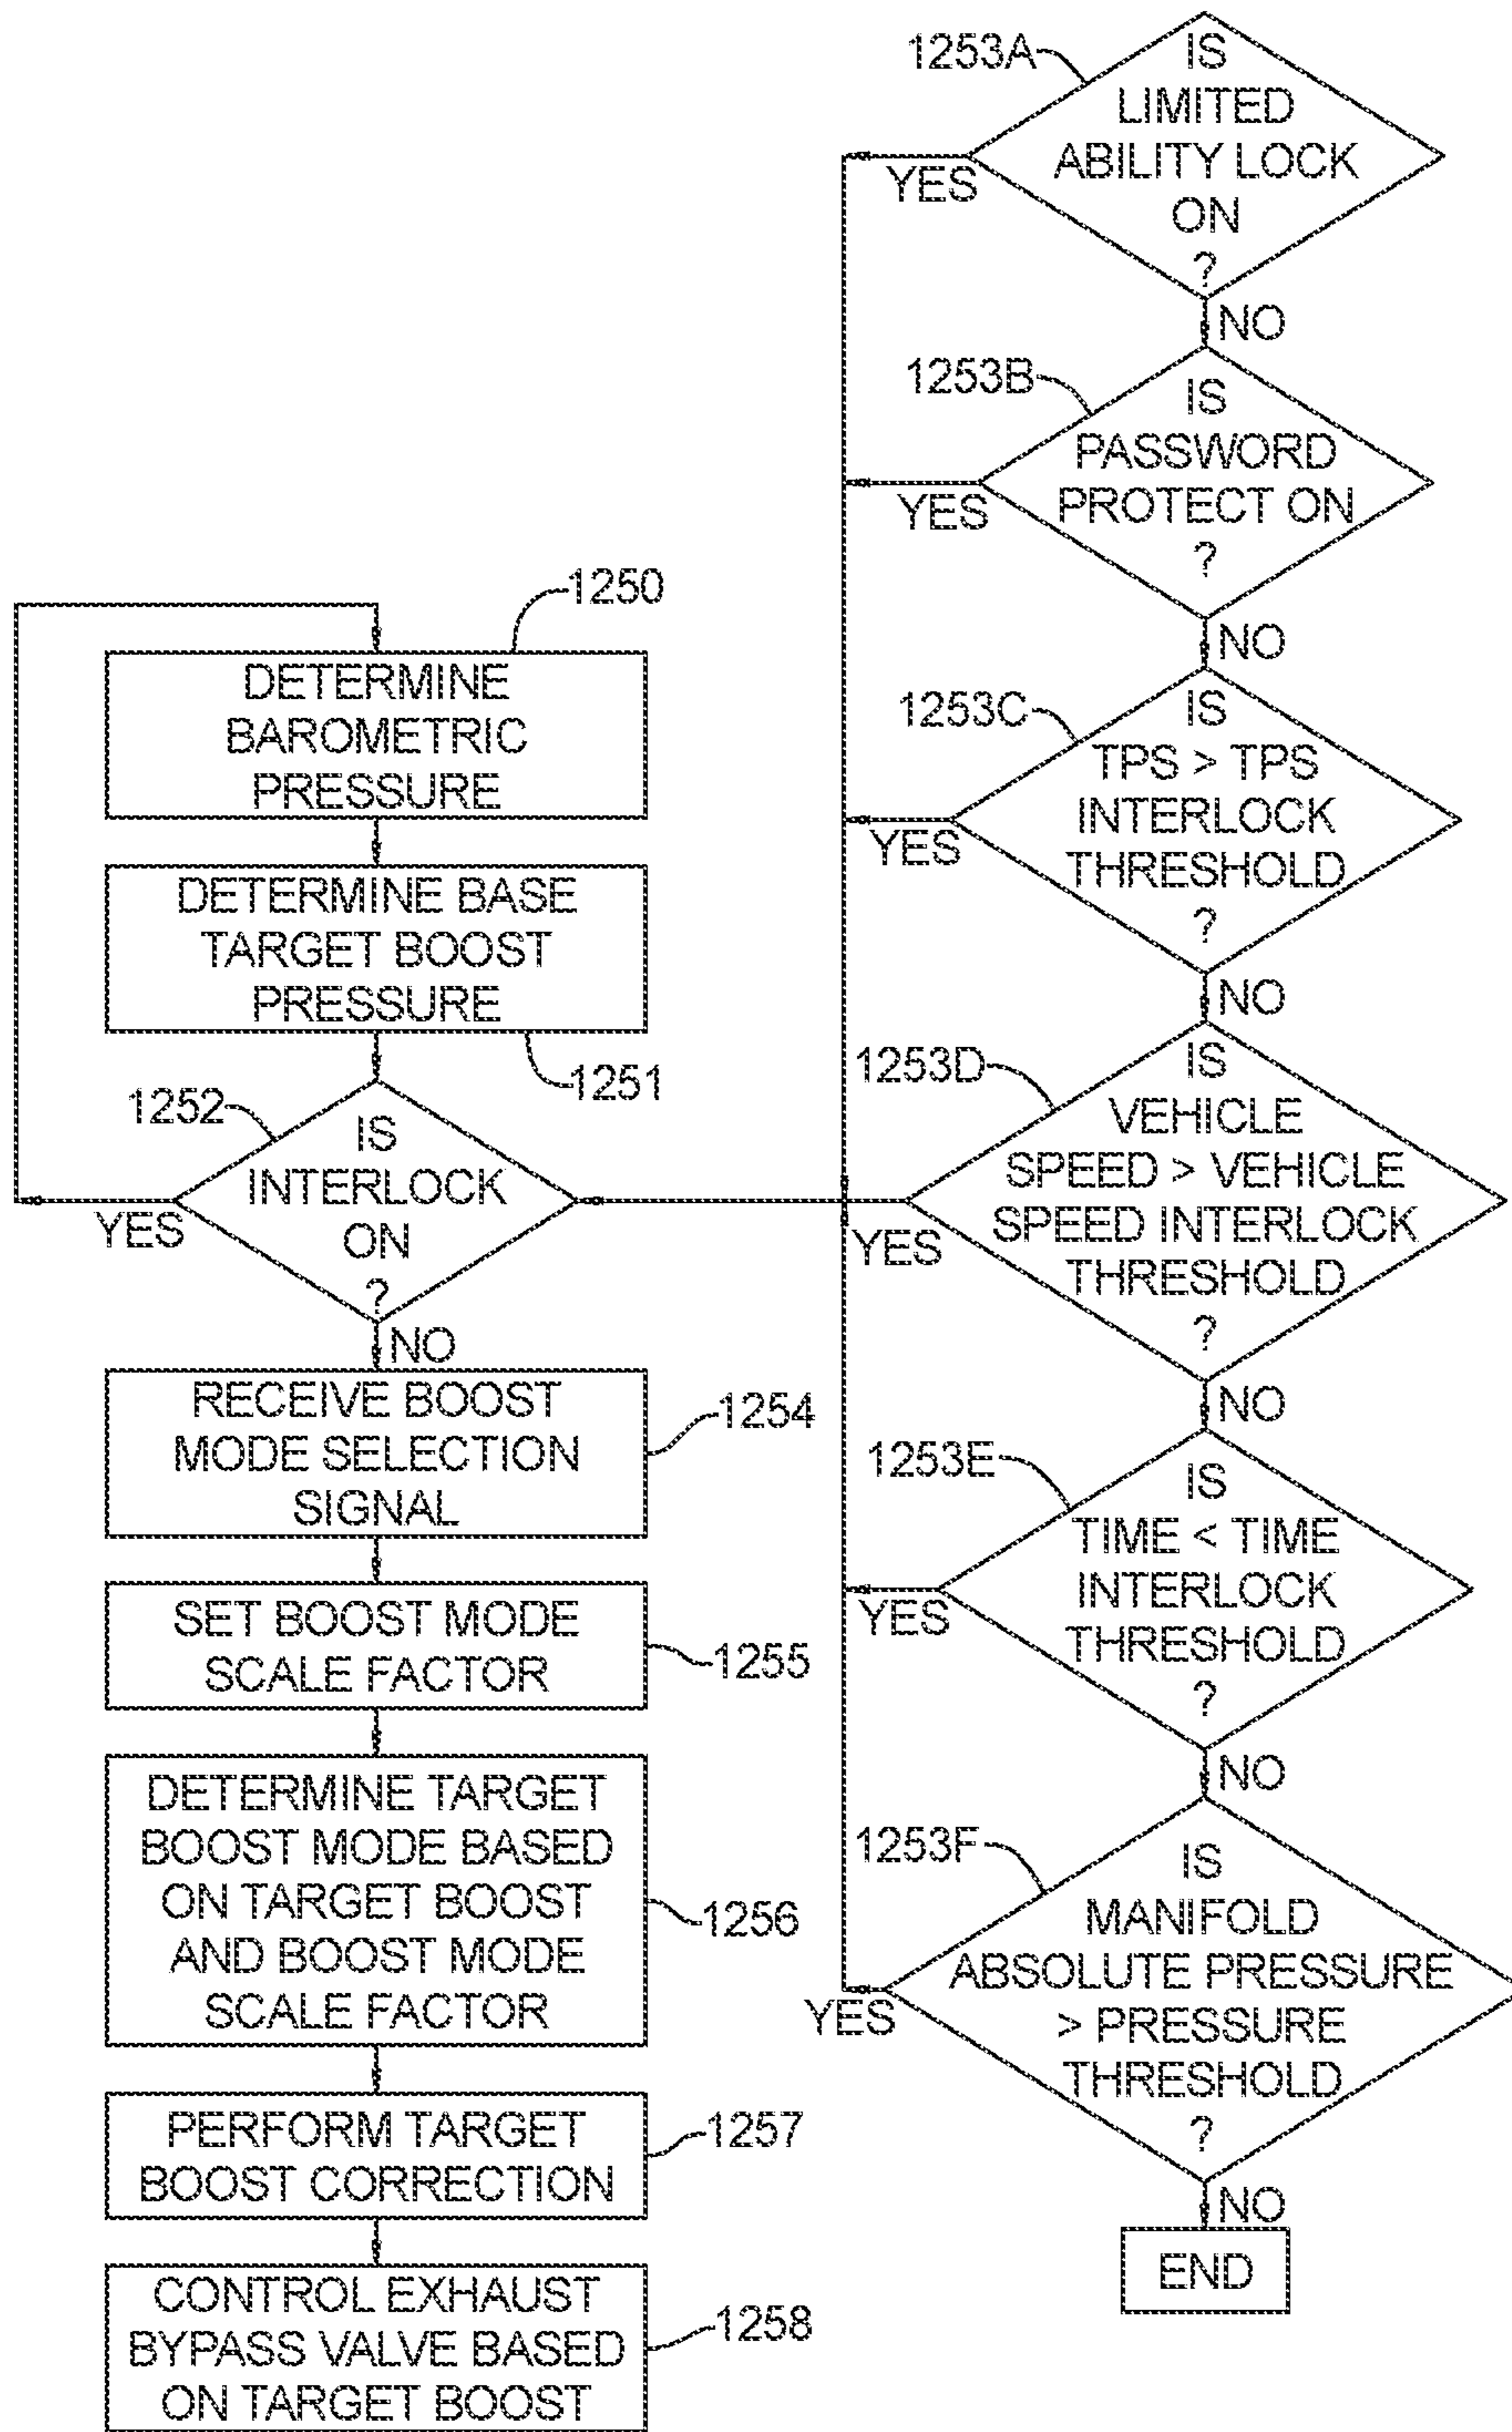 1250
DETERMINE
BAROMETRIC
PRESSURE
DETERMINE BASE
TARGET BOOST
PRESSURE
1251
1252
IS
INTERLOCK
ON
?
YES
NO
RECEIVE BOOST
MODE SELECTION
SIGNAL
1254
SET BOOST MODE
SCALE FACTOR
1255
DETERMINE TARGET
BOOST MODE BASED
ON TARGET BOOST
AND BOOST MODE
SCALE FACTOR
1256
PERFORM TARGET
BOOST CORRECTION
1257
CONTROL EXHAUST
BYPASS VALVE BASED
ON TARGET BOOST
1258
1253A
IS
LIMITED
ABILITY LOCK
ON
?
YES
NO
1253B
IS
PASSWORD
PROTECT ON
?
YES
NO
1253C
IS
TPS > TPS
INTERLOCK
THRESHOLD
?
YES
NO
1253D
IS
VEHICLE
SPEED > VEHICLE
SPEED INTERLOCK
THRESHOLD
?
YES
NO
1253E
IS
TIME < TIME
INTERLOCK
THRESHOLD
?
YES
NO
1253F
IS
MANIFOLD
ABSOLUTE PRESSURE
> PRESSURE
THRESHOLD
?
YES
NO
END